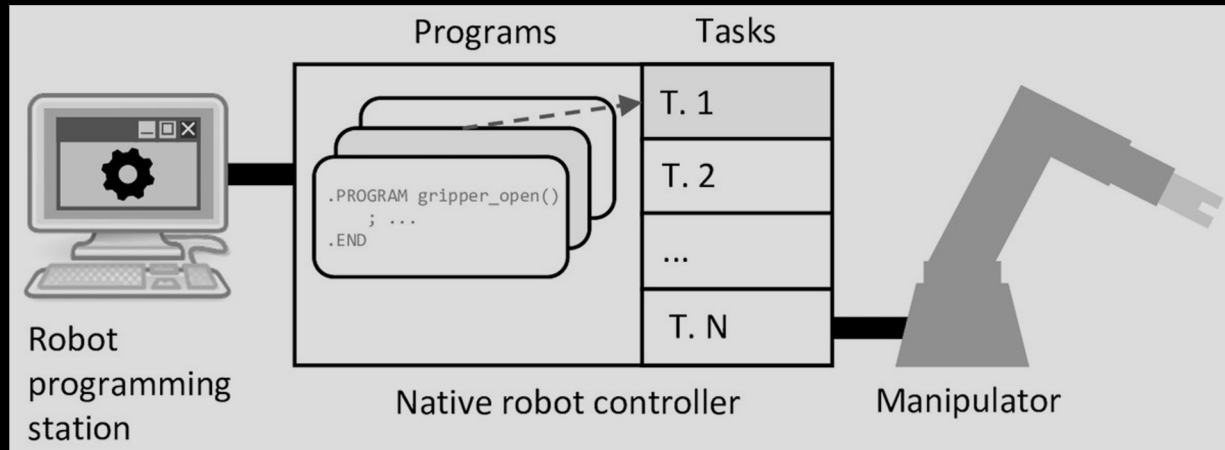 Programs
Tasks
T. 1
T. 2
...
T. N
.PROGRAM gripper_open()
; ...
.END
Robot
programming
station
Native robot controller
Manipulator